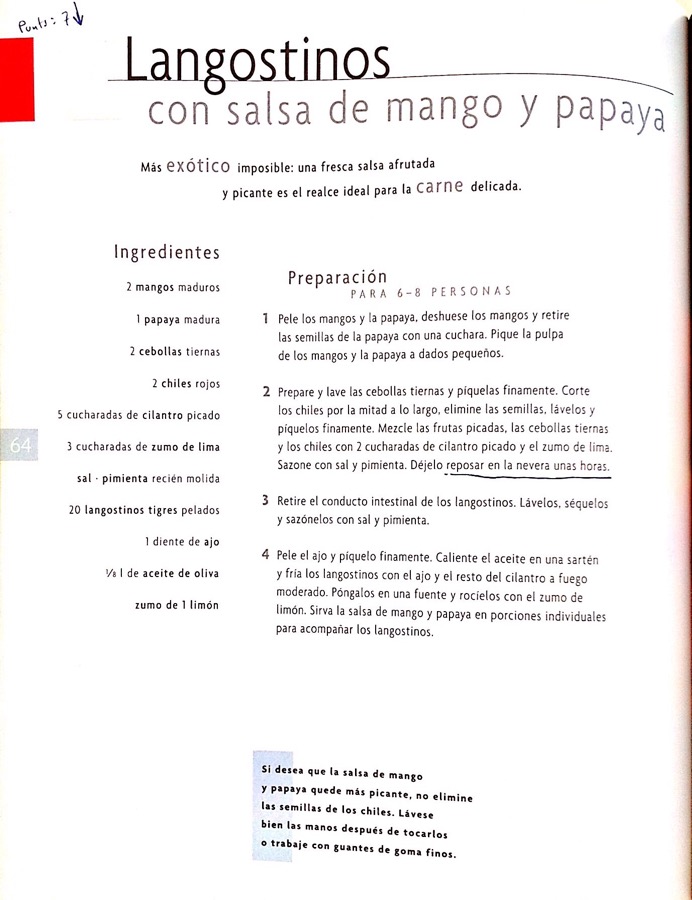 Punts: 7↓
Langostinos
con salsa de mango y papaya
Más exótico imposible: una fresca salsa afrutada
y picante es el realce ideal para la carne delicada.
Ingredientes
2 mangos maduros
1 papaya madura
2 cebollas tiernas
2 chiles rojos
5 cucharadas de cilantro picado
3 cucharadas de zumo de lima
sal · pimienta recién molida
20 langostinos tigres pelados
1 diente de ajo
⅛ l de aceite de oliva
zumo de 1 limón
64
Preparación
PARA 6–8 PERSONAS
1 Pele los mangos y la papaya, deshuese los mangos y retire
las semillas de la papaya con una cuchara. Pique la pulpa
de los mangos y la papaya a dados pequeños.
2 Prepare y lave las cebollas tiernas y píquelas finamente. Corte
los chiles por la mitad a lo largo, elimine las semillas, lávelos y
píquelos finamente. Mezcle las frutas picadas, las cebollas tiernas
y los chiles con 2 cucharadas de cilantro picado y el zumo de lima.
Sazone con sal y pimienta. Déjelo reposar en la nevera unas horas.
3 Retire el conducto intestinal de los langostinos. Lávelos, séquelos
y sazónelos con sal y pimienta.
4 Pele el ajo y píquelo finamente. Caliente el aceite en una sartén
y fría los langostinos con el ajo y el resto del cilantro a fuego
moderado. Póngalos en una fuente y rocíelos con el zumo de
limón. Sirva la salsa de mango y papaya en porciones individuales
para acompañar los langostinos.
Si desea que la salsa de mango
y papaya quede más picante, no elimine
las semillas de los chiles. Lávese
bien las manos después de tocarlos
o trabaje con guantes de goma finos.